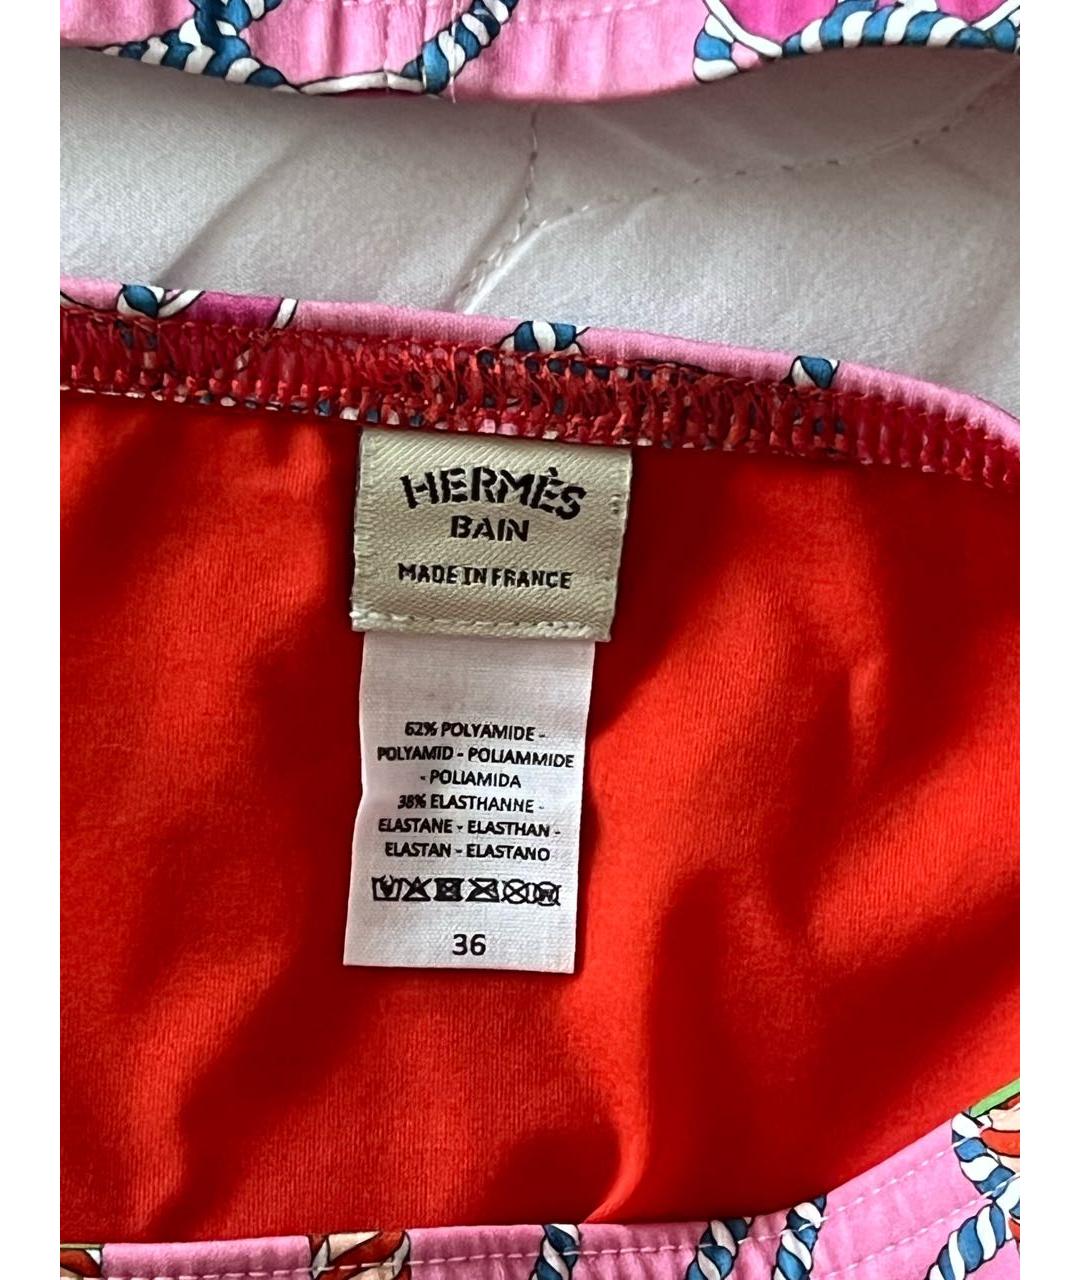 HERMÈS
BAIN
MADE IN FRANCE
62% POLYAMIDE -
POLYAMID - POLIAMMIDE
- POLIAMIDA
38% ELASTHANNE -
ELASTANE - ELASTHAN -
ELASTAN - ELASTANO
36